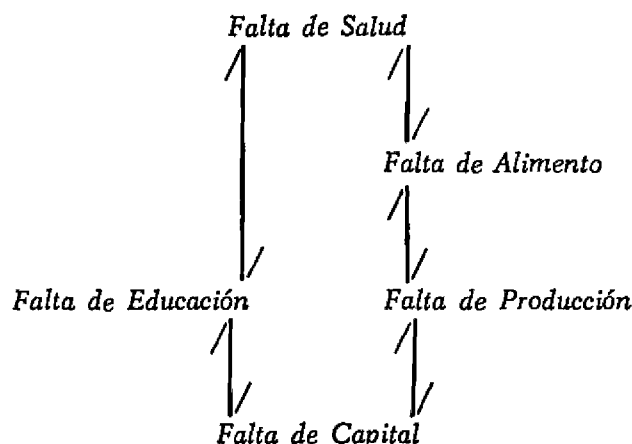 Falta de Salud
Falta de Alimento
Falta de Educación Falta de Producción
Falta de Capital